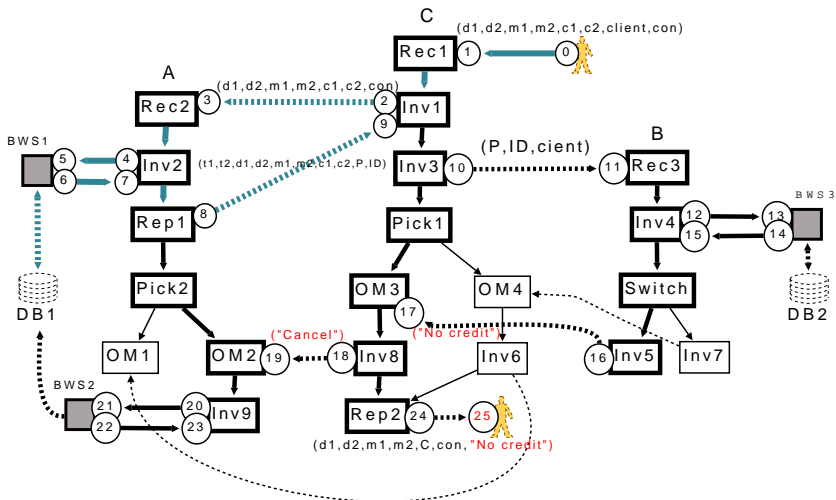 C
(d1,d2,m1,m2,c1,c2,client,con)
Rec1
1
0
A
(d1,d2,m1,m2,c1,c2,con)
Rec2
3
2
Inv1
9
B
BWS1
5
4
Inv2
6
7
(t1,t2,d1,d2,m1,m2,c1,c2,P,ID)
Inv3
10
(P,ID,cient)
11
Rec3
BWS3
Rep1
8
Pick1
Inv4
12
13
15
14
DB1
Pick2
OM3
OM4
Switch
DB2
17
("Cancel")
("No credit")
OM1
OM2
19
18
Inv8
Inv6
16
Inv5
Inv7
BWS2
21
20
Inv9
22
23
Rep2
24
25
(d1,d2,m1,m2,C,con,"No credit")